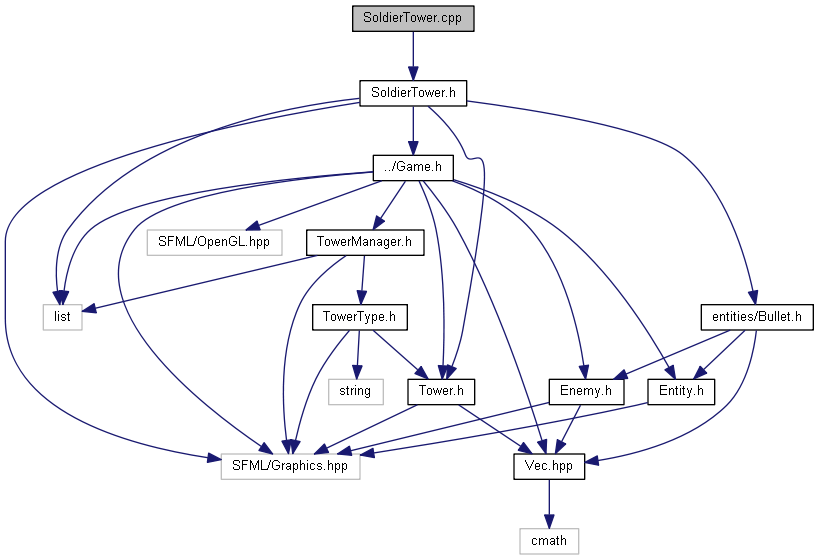 SoldierTower.cpp
SoldierTower.h
../Game.h
SFML/OpenGL.hpp
TowerManager.h
list
TowerType.h
entities/Bullet.h
string
Tower.h
Enemy.h
Entity.h
SFML/Graphics.hpp
Vec.hpp
cmath